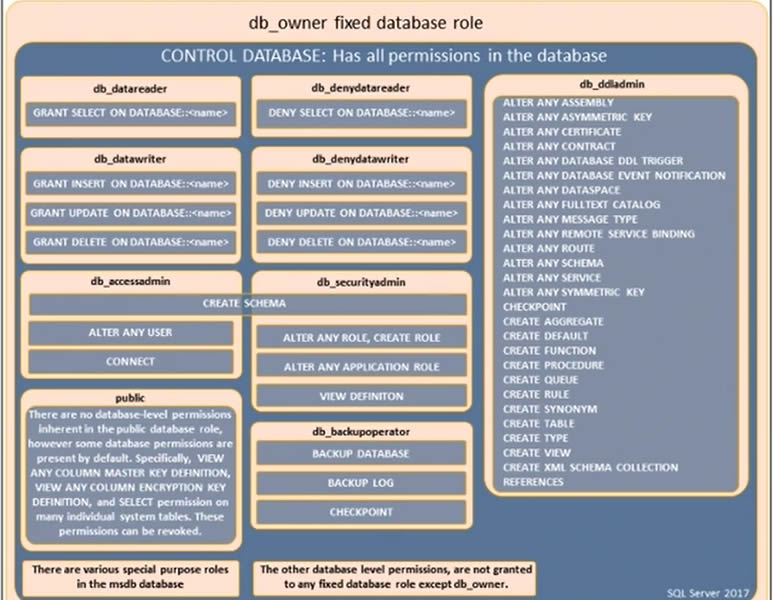 db_owner fixed database role
CONTROL DATABASE: Has all permissions in the database
db_datareader
GRANT SELECT ON DATABASE::<name>
db_denydatareader
DENY SELECT ON DATABASE::<name>
db_datawriter
GRANT INSERT ON DATABASE::<name>
GRANT UPDATE ON DATABASE::<name>
GRANT DELETE ON DATABASE::<name>
db_denydatawriter
DENY INSERT ON DATABASE::<name>
DENY UPDATE ON DATABASE::<name>
DENY DELETE ON DATABASE::<name>
db_accessadmin
db_securityadmin
CREATE SCHEMA
ALTER ANY USER
CONNECT
ALTER ANY ROLE, CREATE ROLE
ALTER ANY APPLICATION ROLE
VIEW DEFINITON
public
There are no database-level permissions
inherent in the public database role,
however some database permissions are
present by default. Specifically, VIEW
ANY COLUMN MASTER KEY DEFINITION,
VIEW ANY COLUMN ENCRYPTION KEY
DEFINITION, and SELECT permission on
many individual system tables. These
permissions can be revoked.
db_backupoperator
BACKUP DATABASE
BACKUP LOG
CHECKPOINT
db_ddladmin
ALTER ANY ASSEMBLY
ALTER ANY ASYMMETRIC KEY
ALTER ANY CERTIFICATE
ALTER ANY CONTRACT
ALTER ANY DATABASE DDL TRIGGER
ALTER ANY DATABASE EVENT NOTIFICATION
ALTER ANY DATASPACE
ALTER ANY FULLTEXT CATALOG
ALTER ANY MESSAGE TYPE
ALTER ANY REMOTE SERVICE BINDING
ALTER ANY ROUTE
ALTER ANY SCHEMA
ALTER ANY SERVICE
ALTER ANY SYMMETRIC KEY
CHECKPOINT
CREATE AGGREGATE
CREATE DEFAULT
CREATE FUNCTION
CREATE PROCEDURE
CREATE QUEUE
CREATE RULE
CREATE SYNONYM
CREATE TABLE
CREATE TYPE
CREATE VIEW
CREATE XML SCHEMA COLLECTION
REFERENCES
There are various special purpose roles
in the msdb database
The other database level permissions, are not granted
to any fixed database role except db_owner.
SQL Server 2017